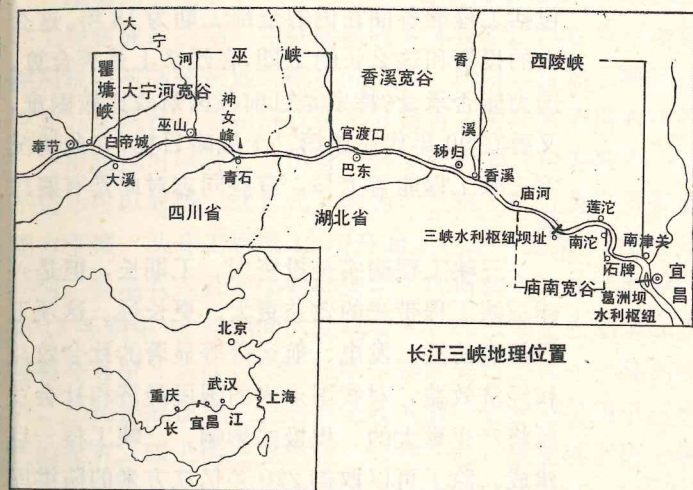 大宁河
瞿塘峡
大宁河宽谷
巫峡
神女峰
香溪宽谷
香溪
西陵峡
奉节
白帝城
巫山
大溪
青石
官渡口
巴东
秭归
香溪
庙河
莲沱
四川省
湖北省
三峡水利枢纽坝址
南沱
南津关
石牌
宜昌
庙南宽谷
葛洲坝
水利枢纽
长江三峡地理位置
北京
重庆
武汉
上海
宜昌
长江